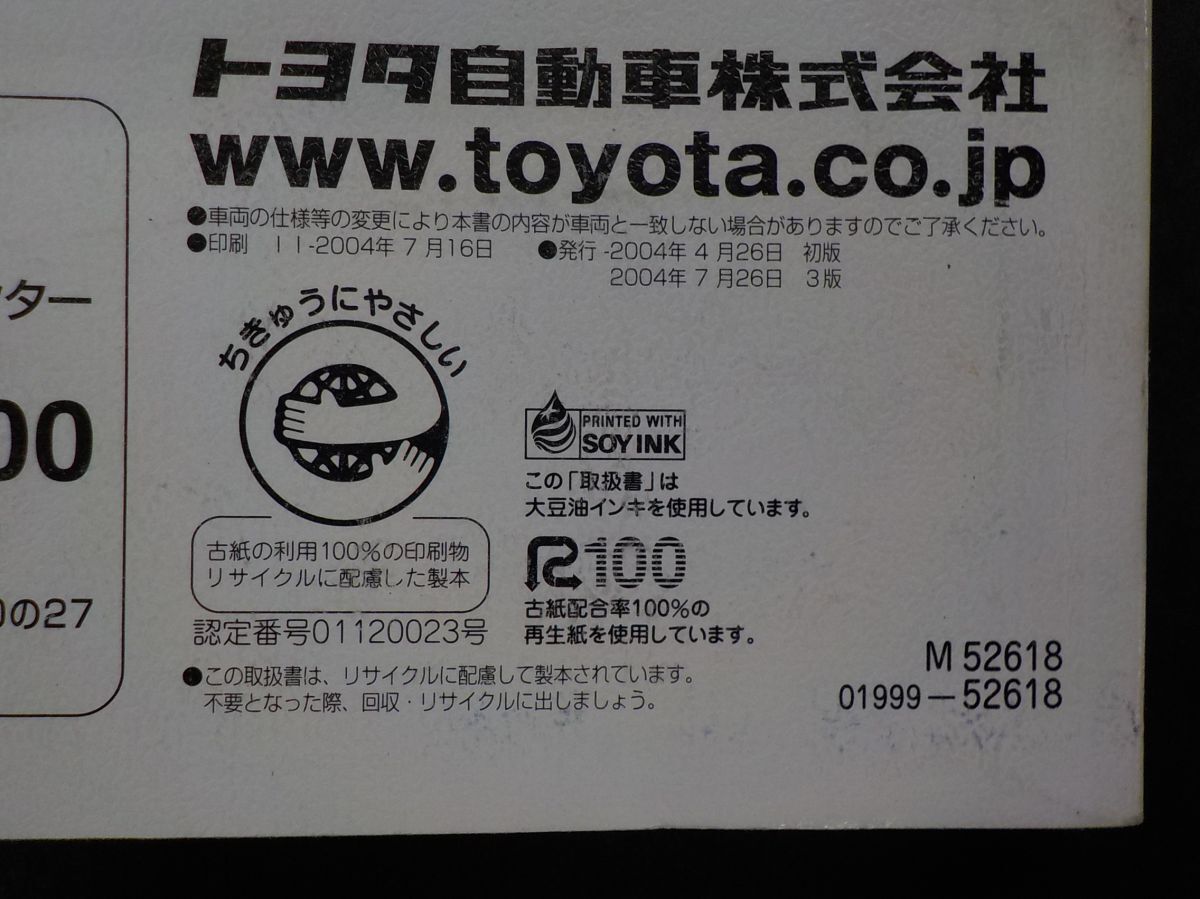 トヨタ自動車株式会社
www.toyota.co.jp
●車両の仕様等の変更により本書の内容が車両と一致しない場合がありますのでご了承ください。
●印刷 II-2004年 7月16日 ●発行-2004年 4月26日 初版
2004年 7月26日 3版
ちきゅうにやさしい
ター
00
の27
PRINTED WITH
SOY INK
この「取扱書」は
大豆油インキを使用しています。
古紙の利用100%の印刷物
リサイクルに配慮した製本
認定番号01120023号
R100
古紙配合率100%の
再生紙を使用しています。
●この取扱書は、リサイクルに配慮して製本されています。
不要となった際、回収・リサイクルに出しましょう。
M 52618
01999-52618